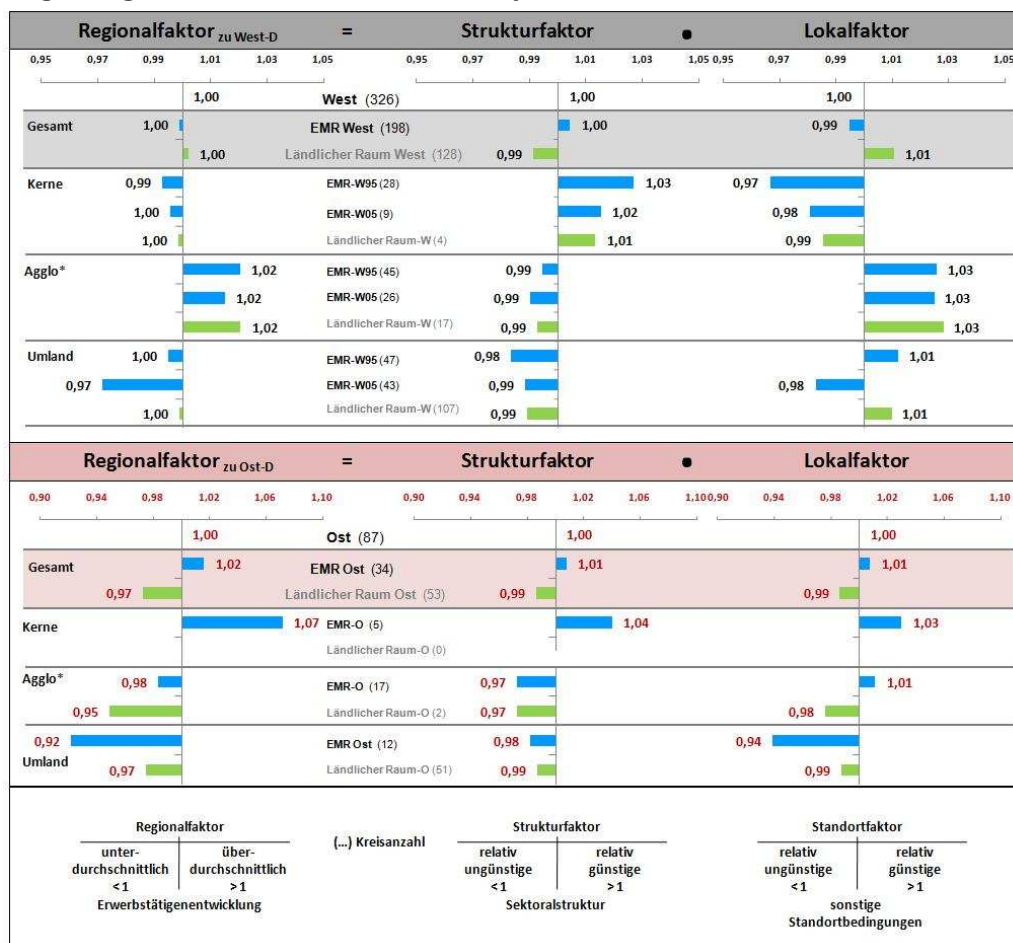 Regionalfaktor zu West-D = Strukturfaktor • Lokalfaktor
0,95 0,97 0,99 1,01 1,03 1,05 0,95 0,97 0,99 1,01 1,03 1,05 0,95 0,97 0,99 1,01 1,03 1,05
1,00 West (326) 1,00 1,00
Gesamt 1,00 EMR West (198) 1,00 0,99
1,00 Ländlicher Raum West (128) 0,99 1,01
Kerne 0,99 EMR-W95 (28) 1,03 0,97
1,00 EMR-W05 (9) 1,02 0,98
1,00 Ländlicher Raum-W (4) 1,01 0,99
Agglo* 1,02 EMR-W95 (45) 0,99 1,03
1,02 EMR-W05 (26) 0,99 1,03
1,02 Ländlicher Raum-W (17) 0,99 1,03
Umland 1,00 EMR-W95 (47) 0,98 1,01
0,97 EMR-W05 (43) 0,99 0,98
1,00 Ländlicher Raum-W (107) 0,99 1,01
Regionalfaktor zu Ost-D = Strukturfaktor • Lokalfaktor
0,90 0,94 0,98 1,02 1,06 1,10 0,90 0,94 0,98 1,02 1,06 1,10 0,90 0,94 0,98 1,02 1,06 1,10
1,00 Ost (87) 1,00 1,00
Gesamt 1,02 EMR Ost (34) 1,01 1,01
0,97 Ländlicher Raum Ost (53) 0,99 0,99
Kerne 1,07 EMR-O (5) 1,04 1,03
Ländlicher Raum-O (0)
Agglo* 0,98 EMR-O (17) 0,97 1,01
0,95 Ländlicher Raum-O (2) 0,97 0,98
0,92 EMR Ost (12) 0,98 0,94
Umland 0,97 Ländlicher Raum-O (51) 0,99 0,99
Regionalfaktor (...) Kreisanzahl Strukturfaktor Standortfaktor
unter- über- relativ relativ relativ relativ
durchschnittlich durchschnittlich ungünstige günstige ungünstige günstige
<1 >1 <1 >1 <1 >1
Erwerbstätigenentwicklung Sektoralstruktur sonstige
Standortbedingungen